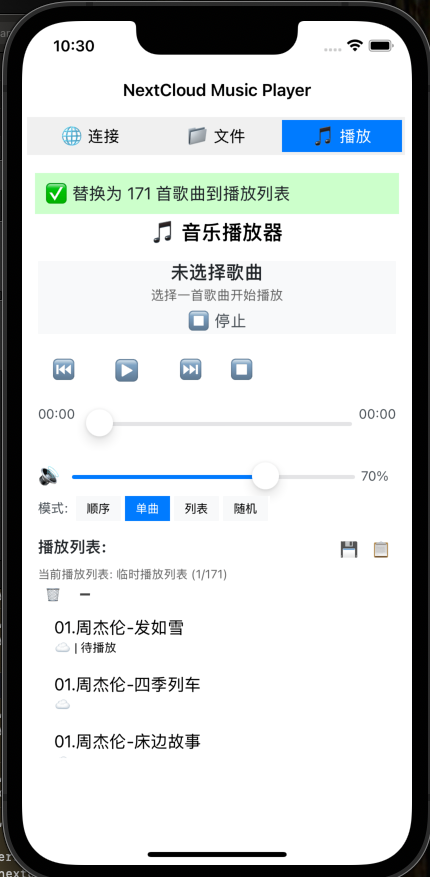 10:30
NextCloud Music Player
连接 文件 播放
替换为 171 首歌曲到播放列表
音乐播放器
未选择歌曲
选择一首歌曲开始播放
停止
00:00 00:00
70%
模式: 顺序 单曲 列表 随机
播放列表:
当前播放列表: 临时播放列表 (1/171)
01.周杰伦-发如雪
| 待播放
01.周杰伦-四季列车
01.周杰伦-床边故事